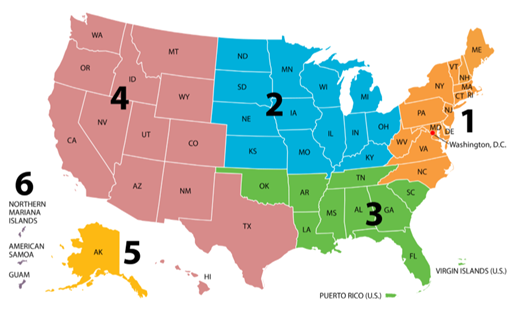 WA
MT
ND
MN
ME
OR
ID
SD
WI
MI
VT
NH
NY
MA
CT RI
WY
4
2
NE
IA
PA
NJ
1
NV
UT
CO
IL
IN
OH
MD
DE
Washington, D.C.
CA
KS
MO
KY
WV
VA
NC
AZ
NM
OK
AR
TN
SC
3
MS
AL
GA
TX
LA
FL
6
NORTHERN
MARIANA
ISLANDS
AMERICAN
SAMOA
GUAM
AK
5
HI
VIRGIN ISLANDS (U.S.)
PUERTO RICO (U.S.)